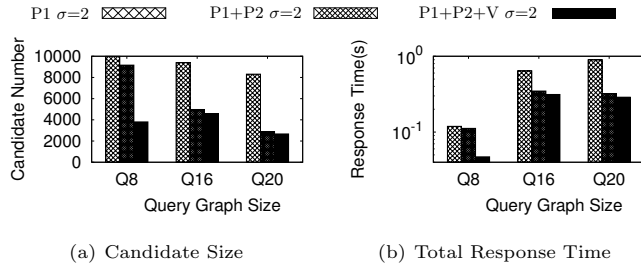 P1 σ=2 P1+P2 σ=2 P1+P2+V σ=2
Candidate Number
10000
8000
6000
4000
2000
0
Q8 Q16 Q20
Query Graph Size
(a) Candidate Size
Response Time(s)
10^0
10^-1
Q8 Q16 Q20
Query Graph Size
(b) Total Response Time